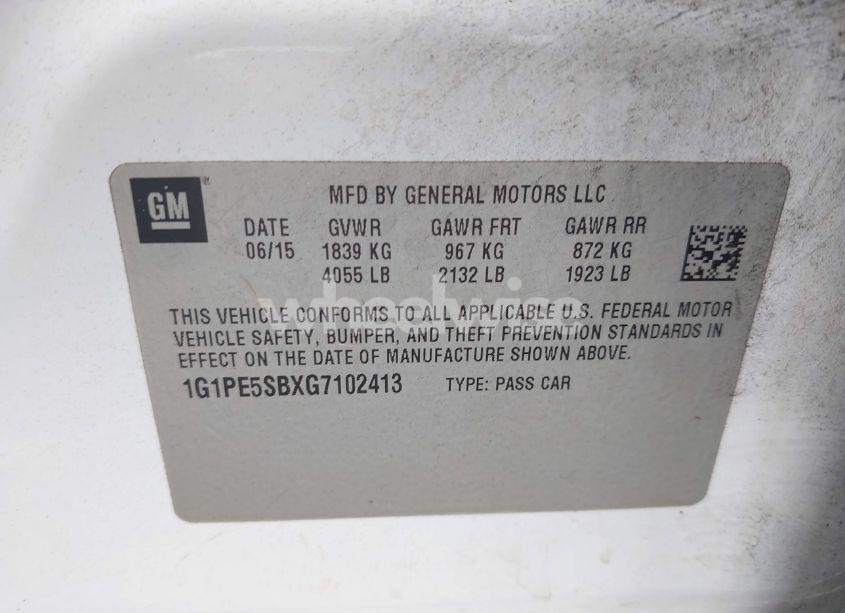 GM
MFD BY GENERAL MOTORS LLC
DATE GVWR GAWR FRT GAWR RR
06/15 1839 KG 967 KG 872 KG
4055 LB 2132 LB 1923 LB
wheelwise
THIS VEHICLE CONFORMS TO ALL APPLICABLE U.S. FEDERAL MOTOR
VEHICLE SAFETY, BUMPER, AND THEFT PREVENTION STANDARDS IN
EFFECT ON THE DATE OF MANUFACTURE SHOWN ABOVE.
1G1PE5SBXG7102413 TYPE: PASS CAR